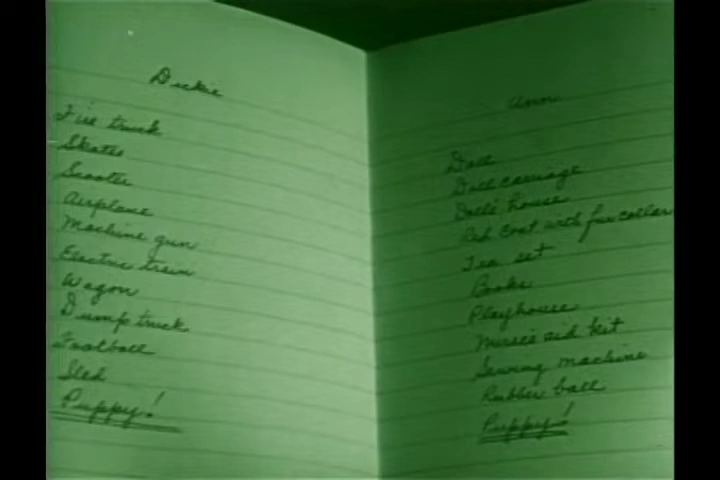 Dickie
Fire truck
Skates
Scooter
Airplane
Machine gun
Electric train
Wagon
Dump truck
Football
Sled
Puppy!
Ann
Doll
Doll carriage
Doll's house
Red coat with fur collar
Tea set
Books
Playhouse
Nurse's aid kit
Sewing machine
Rubber ball
Puppy!